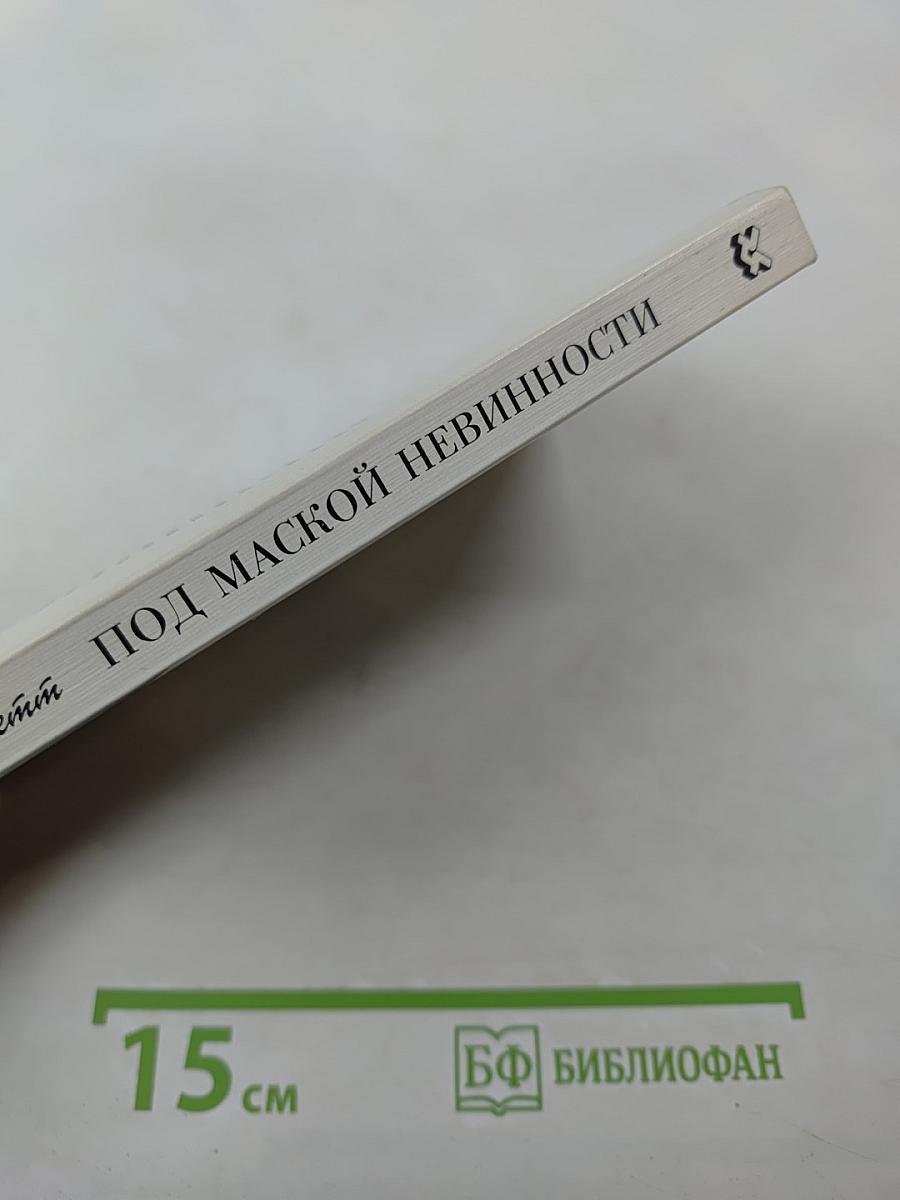 ПОД МАСКОЙ НЕВИННОСТИ
15 см
БФ БИБЛИОФАН